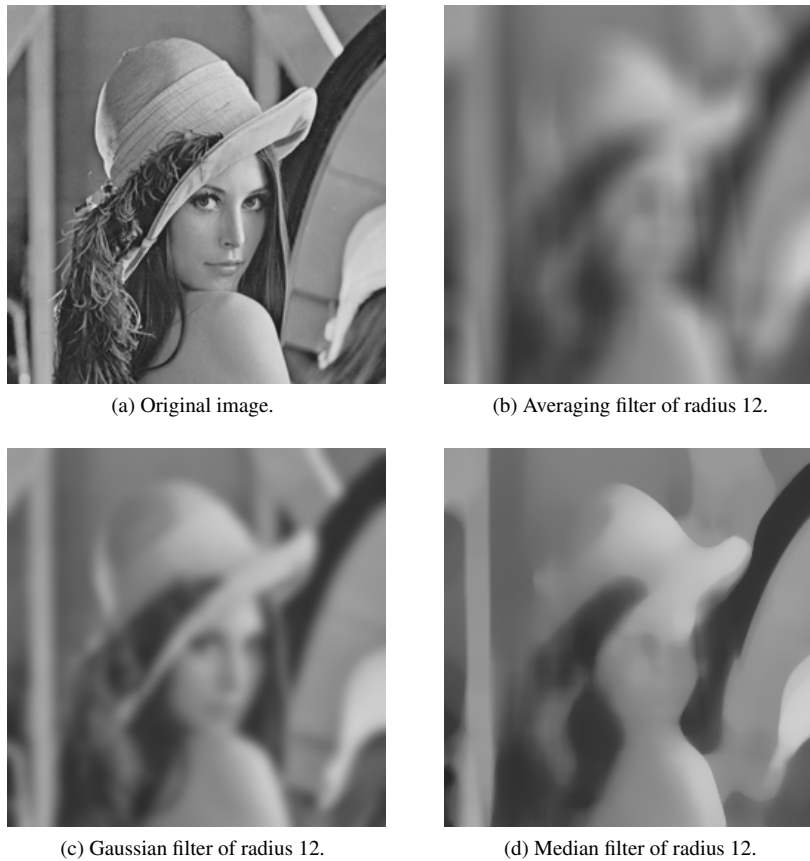 (a) Original image.
(b) Averaging filter of radius 12.
(c) Gaussian filter of radius 12.
(d) Median filter of radius 12.